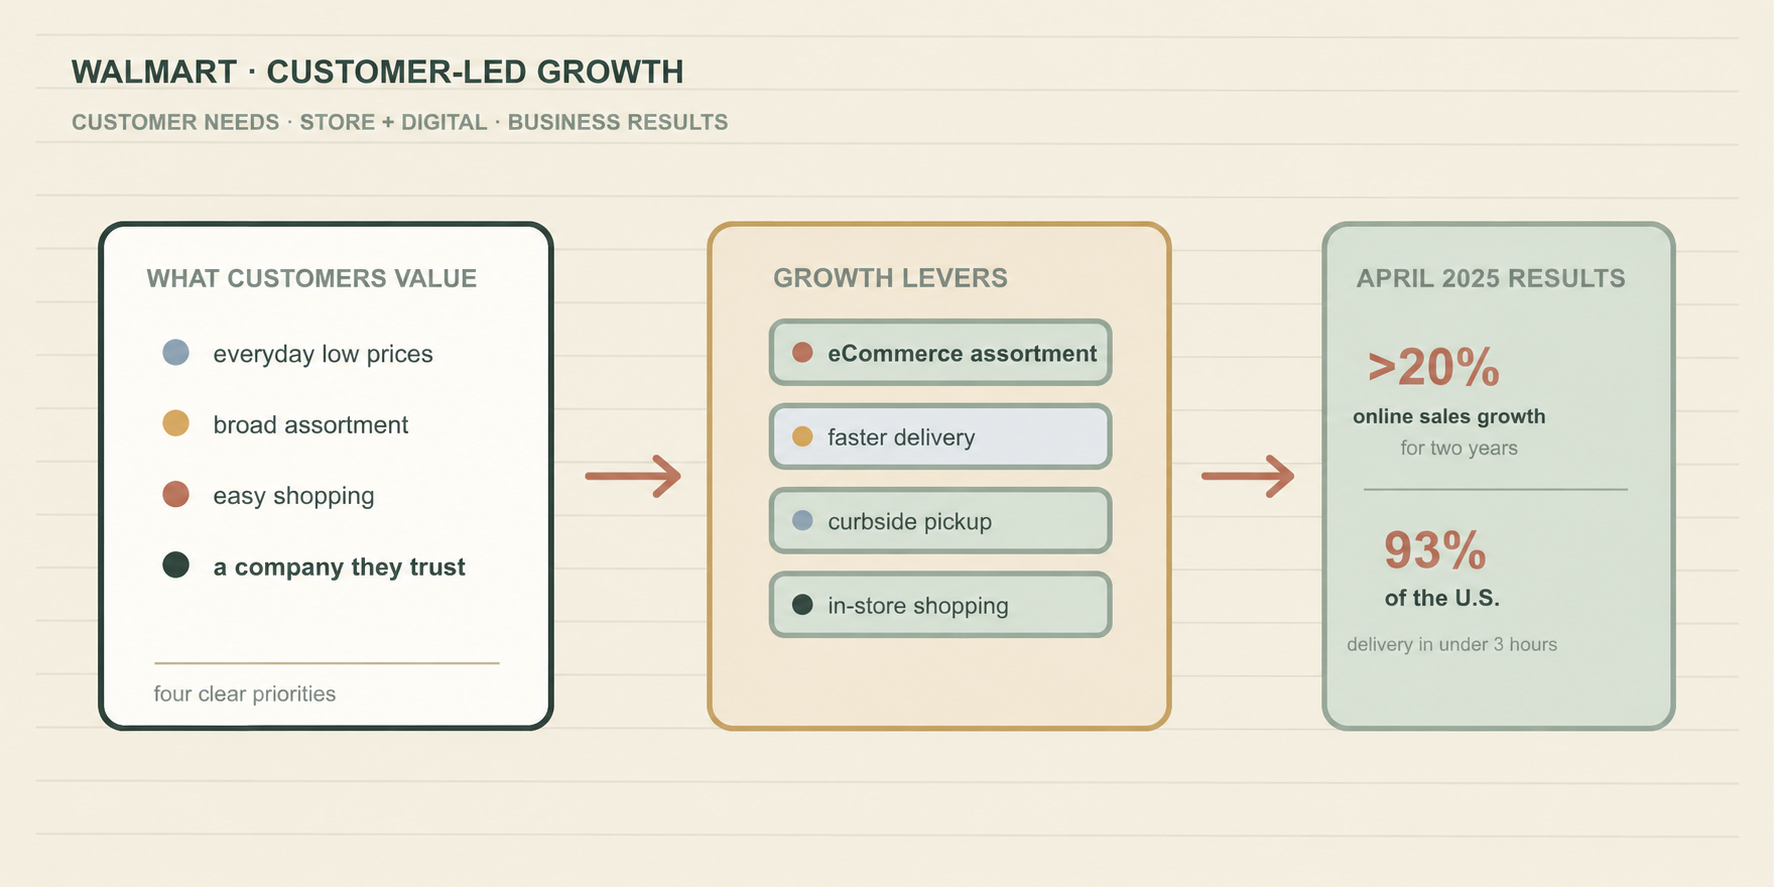 WALMART · CUSTOMER-LED GROWTH
CUSTOMER NEEDS · STORE + DIGITAL · BUSINESS RESULTS
WHAT CUSTOMERS VALUE
everyday low prices
broad assortment
easy shopping
a company they trust
four clear priorities
GROWTH LEVERS
eCommerce assortment
faster delivery
curbside pickup
in-store shopping
APRIL 2025 RESULTS
>20%
online sales growth
for two years
93%
of the U.S.
delivery in under 3 hours